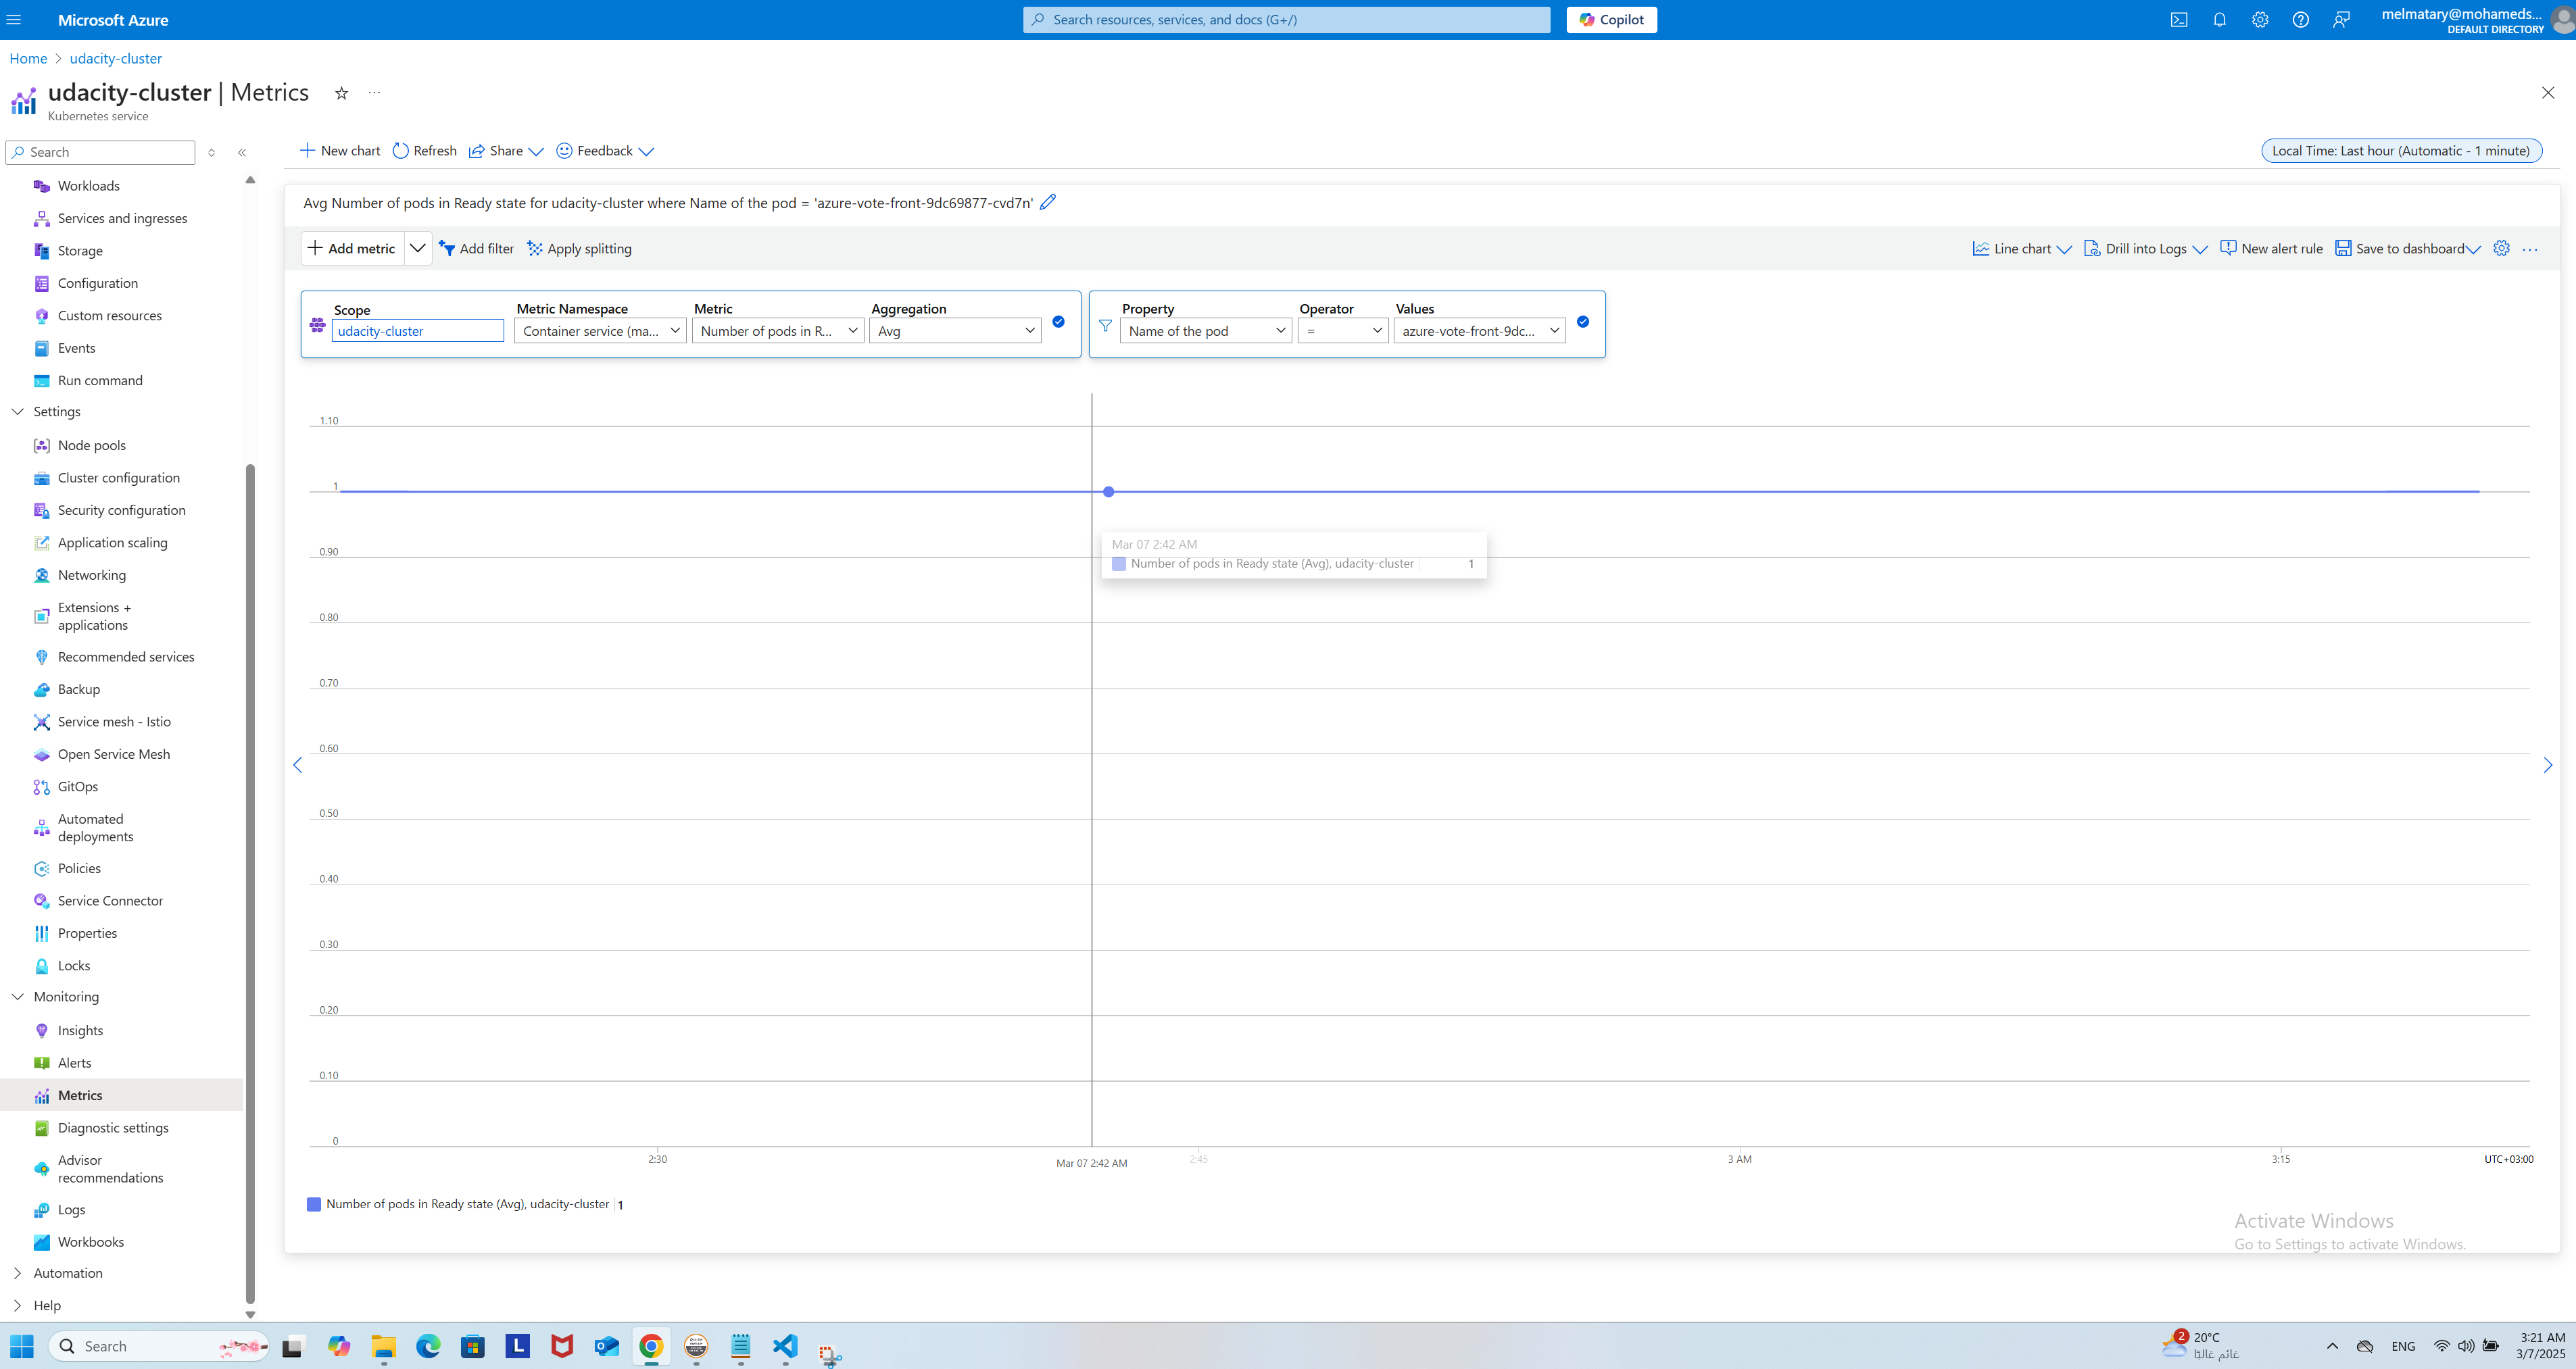 Microsoft Azure
Search resources, services, and docs (G+/)
Copilot
melmatary@mohameds...
DEFAULT DIRECTORY
Home > udacity-cluster
udacity-cluster | Metrics
Kubernetes service
Search
New chart
Refresh
Share
Feedback
Local Time: Last hour (Automatic - 1 minute)
Workloads
Services and ingresses
Storage
Configuration
Custom resources
Events
Run command
Settings
Node pools
Cluster configuration
Security configuration
Application scaling
Networking
Extensions +
applications
Recommended services
Backup
Service mesh - Istio
Open Service Mesh
GitOps
Automated
deployments
Policies
Service Connector
Properties
Locks
Monitoring
Insights
Alerts
Metrics
Diagnostic settings
Advisor
recommendations
Logs
Workbooks
Automation
Help
Avg Number of pods in Ready state for udacity-cluster where Name of the pod = 'azure-vote-front-9dc69877-cvd7n'
Add metric
Add filter
Apply splitting
Line chart
Drill into Logs
New alert rule
Save to dashboard
...
Scope
Metric Namespace
Metric
Aggregation
udacity-cluster
Container service (ma...
Number of pods in R...
Avg
Property
Operator
Values
Name of the pod
=
azure-vote-front-9dc...
1.10
1
0.90
0.80
0.70
0.60
0.50
0.40
0.30
0.20
0.10
0
Mar 07 2:42 AM
Number of pods in Ready state (Avg), udacity-cluster 1
2:30
Mar 07 2:42 AM
2:45
3 AM
3:15
UTC+03:00
Number of pods in Ready state (Avg), udacity-cluster 1
Activate Windows
Go to Settings to activate Windows.
Search
L
2
20°C
غائم غالبًا
ENG
3:21 AM
3/7/2025